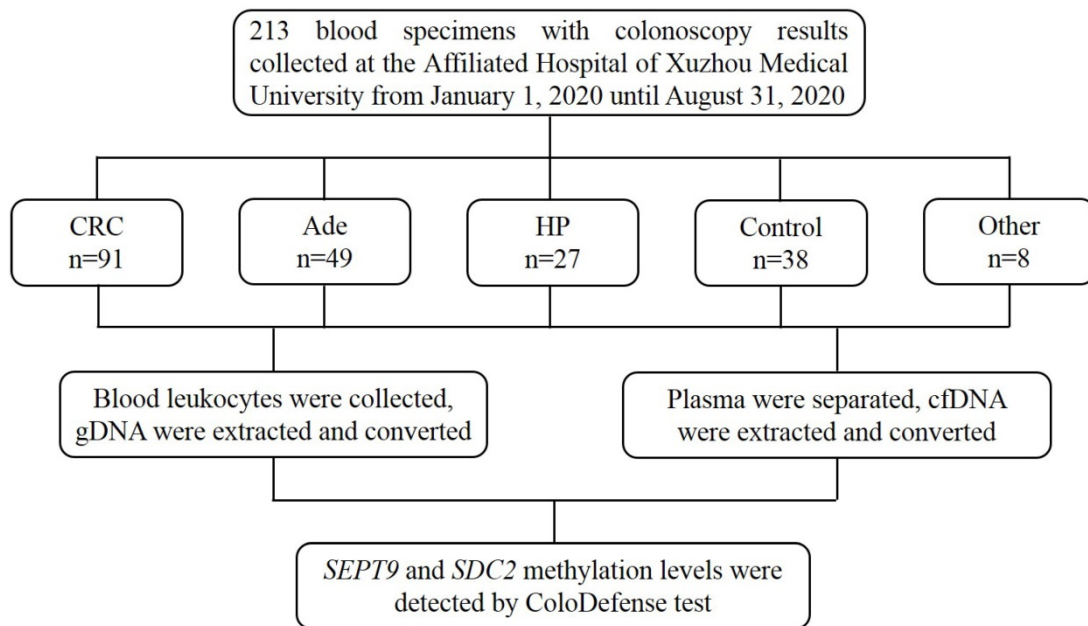 213 blood specimens with colonoscopy results
collected at the Affiliated Hospital of Xuzhou Medical
University from January 1, 2020 until August 31, 2020
CRC
n=91
Ade
n=49
HP
n=27
Control
n=38
Other
n=8
Blood leukocytes were collected,
gDNA were extracted and converted
Plasma were separated, cfDNA
were extracted and converted
SEPT9 and SDC2 methylation levels were
detected by ColoDefense test